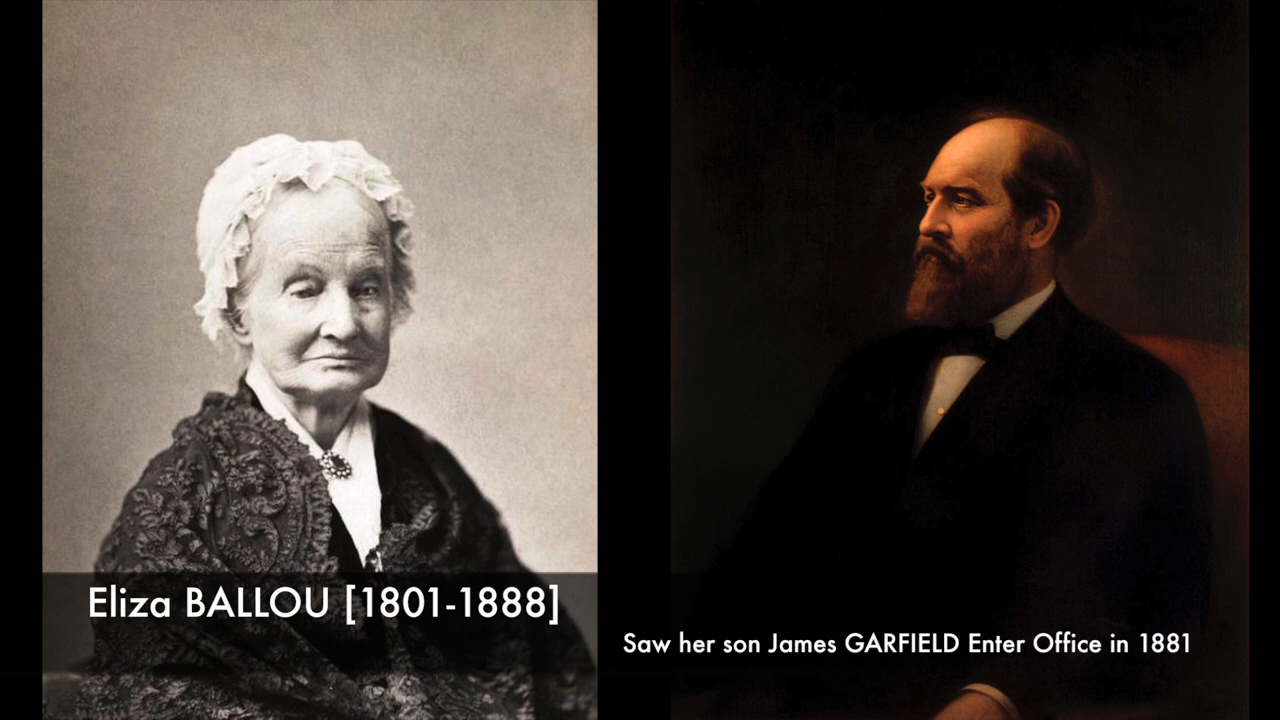 Eliza BALLOU [1801-1888]
Saw her son James GARFIELD Enter Office in 1881